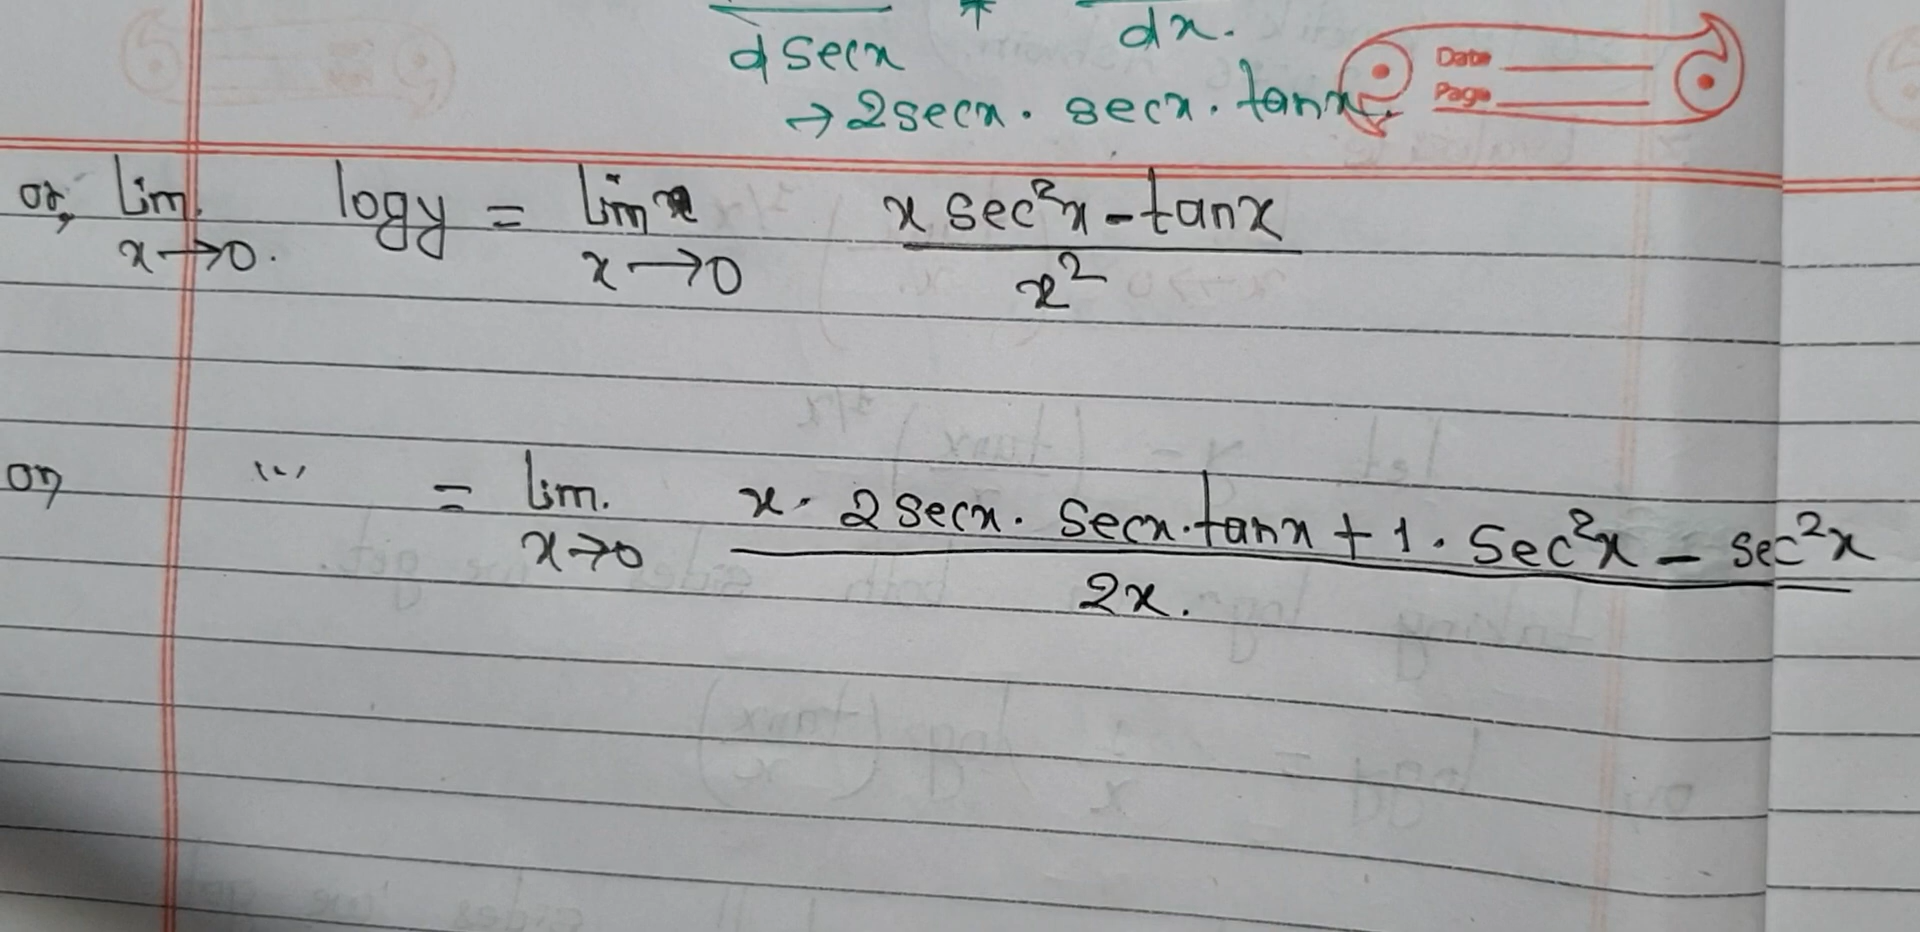 d secx * dx.
→ 2secx . secx . tanx.
Date
Page
or, lim x→0. logy = lim x→0 x sec²x - tanx / x²
or "' = lim. x→0 x. 2secx. secx.tanx + 1. sec²x - sec²x / 2x.